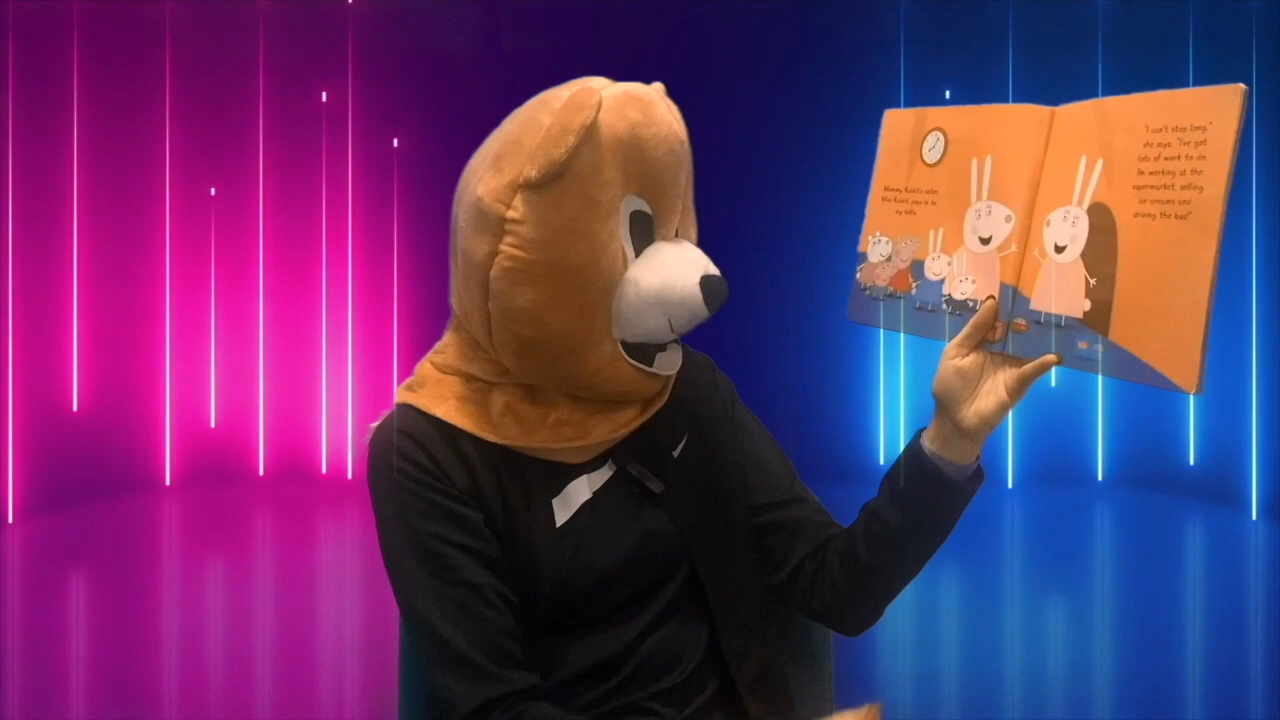 Mummy Rabbit's sister,
Miss Rabbit, pops in to
say hello.
"I can't stop long,"
she says. "I've got
lots of work to do.
I'm working at the
supermarket, selling
ice creams and
driving the bus!"